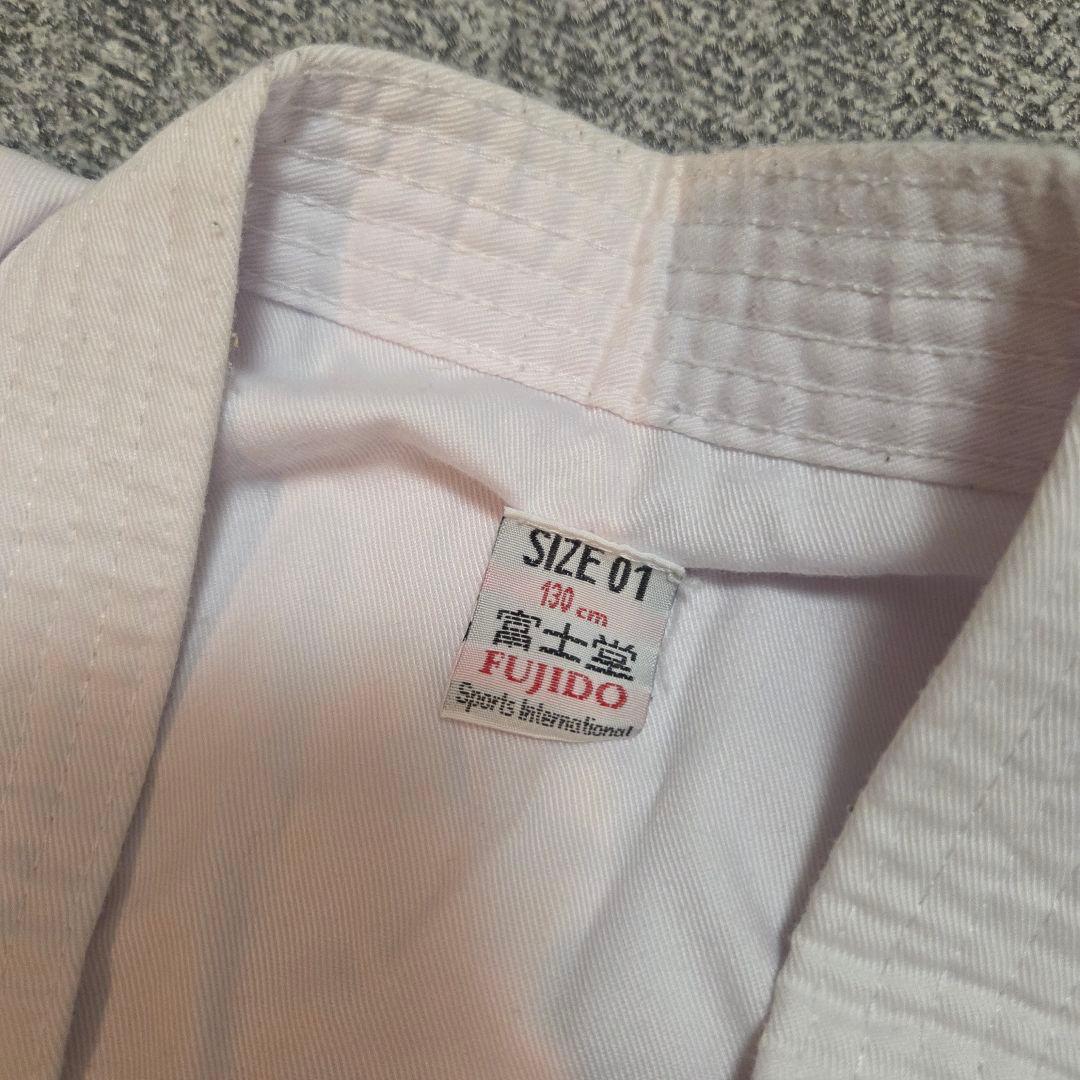 SIZE 01
130 cm
富士堂
FUJIDO
Sports International